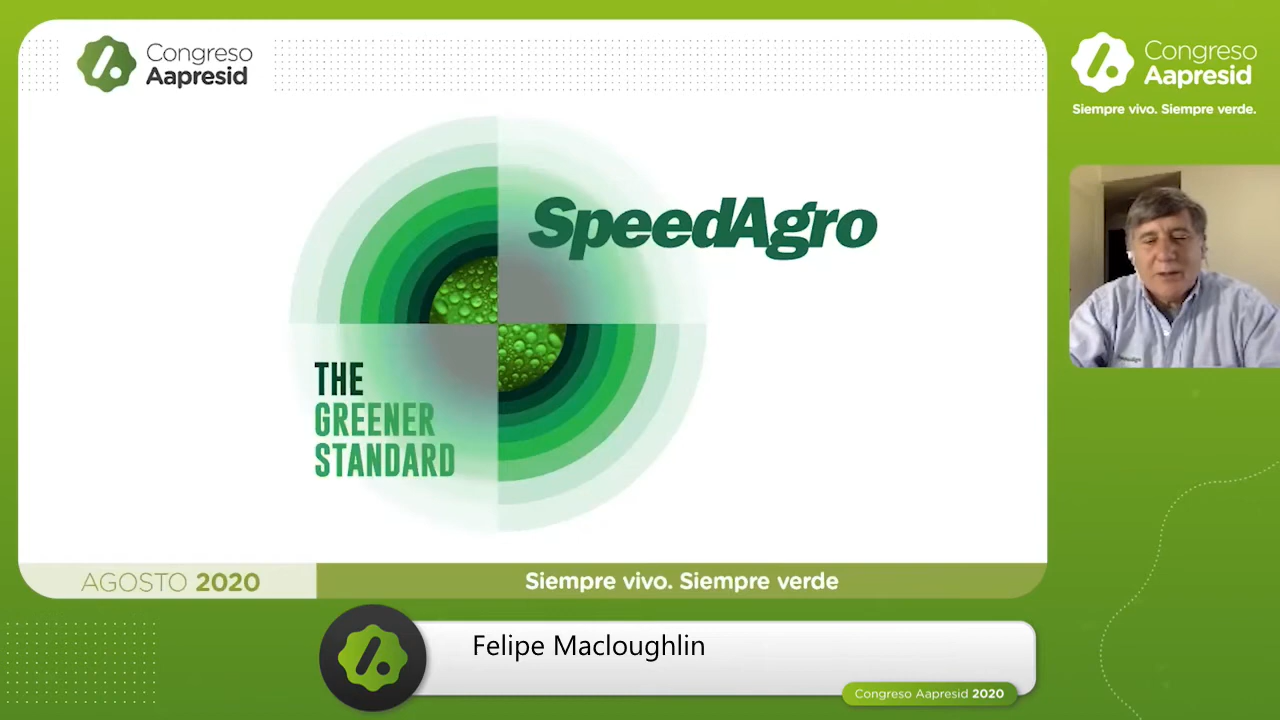 Congreso
Aapresid
SpeedAgro
THE
GREENER
STANDARD
AGOSTO 2020
Siempre vivo. Siempre verde
Congreso
Aapresid
Siempre vivo. Siempre verde.
Felipe Macloughlin
Congreso Aapresid 2020